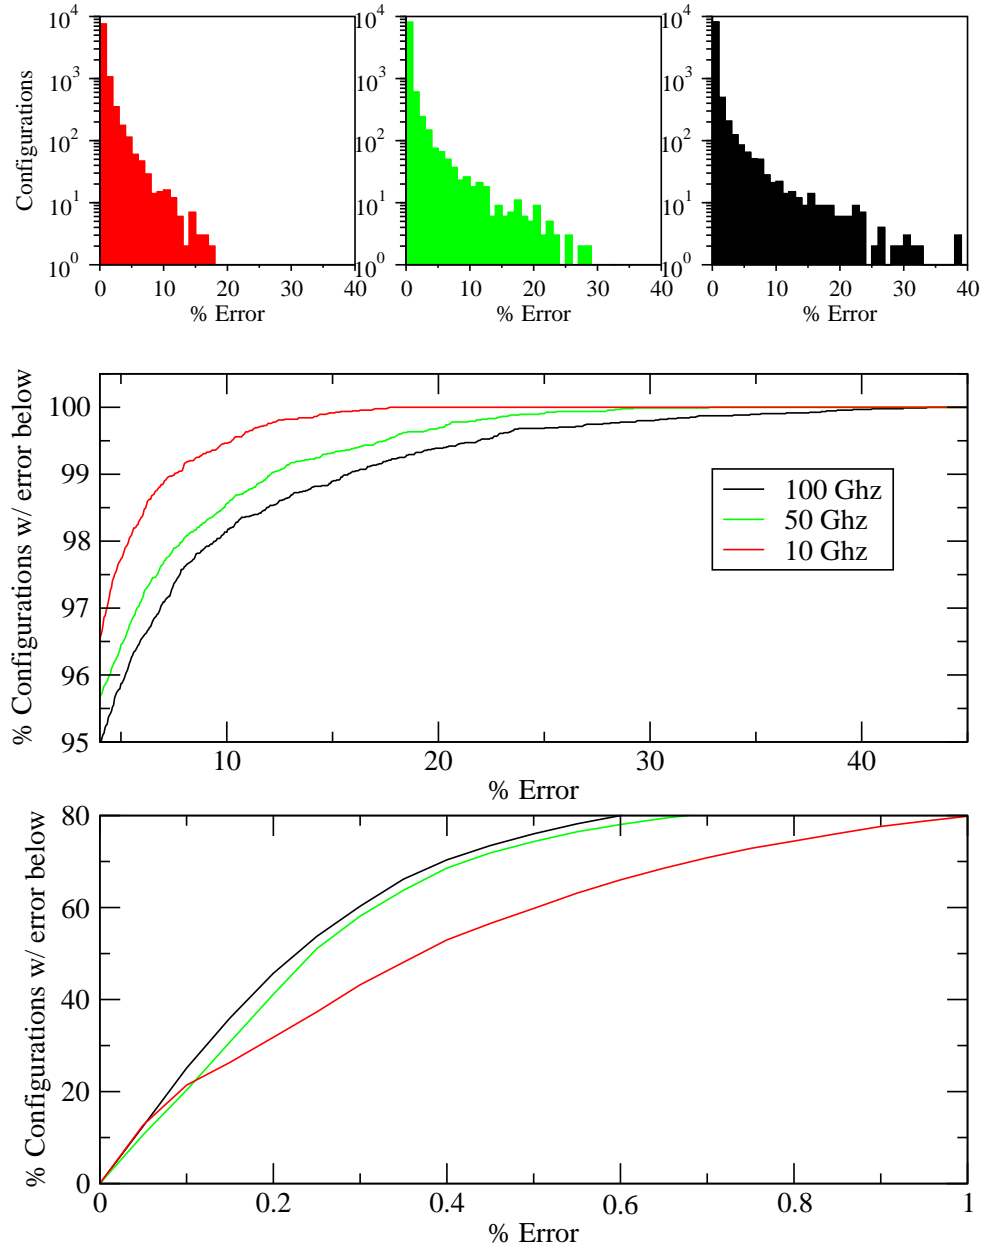 10^4
10^3
10^2
10^1
10^0
Configurations
0 10 20 30 40
% Error
10^4
10^3
10^2
10^1
10^0
0 10 20 30 40
% Error
10^4
10^3
10^2
10^1
10^0
0 10 20 30 40
% Error
% Configurations w/ error below
100
99
98
97
96
95
100 Ghz
50 Ghz
10 Ghz
10 20 30 40
% Error
% Configurations w/ error below
80
60
40
20
0
0 0.2 0.4 0.6 0.8 1
% Error